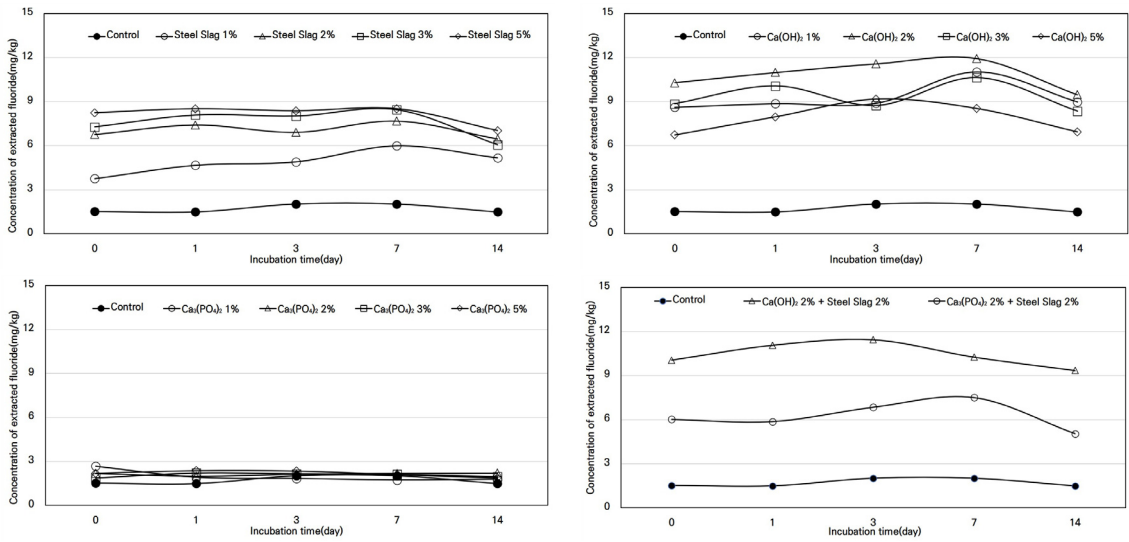 Concentration of extracted fluoride(mg/kg)
15
12
9
6
3
0
Control
Steel Slag 1%
Steel Slag 2%
Steel Slag 3%
Steel Slag 5%
0 1 3 7 14
Incubation time(day)
Concentration of extracted fluoride(mg/kg)
15
12
9
6
3
0
Control
Ca(OH)₂ 1%
Ca(OH)₂ 2%
Ca(OH)₂ 3%
Ca(OH)₂ 5%
0 1 3 7 14
Incubation time(day)
Concentration of extracted fluoride(mg/kg)
15
12
9
6
3
0
Control
Ca₃(PO₄)₂ 1%
Ca₃(PO₄)₂ 2%
Ca₃(PO₄)₂ 3%
Ca₃(PO₄)₂ 5%
0 1 3 7 14
Incubation time(day)
Concentration of extracted fluoride(mg/kg)
15
12
9
6
3
0
Control
Ca(OH)₂ 2% + Steel Slag 2%
Ca₃(PO₄)₂ 2% + Steel Slag 2%
0 1 3 7 14
Incubation time(day)